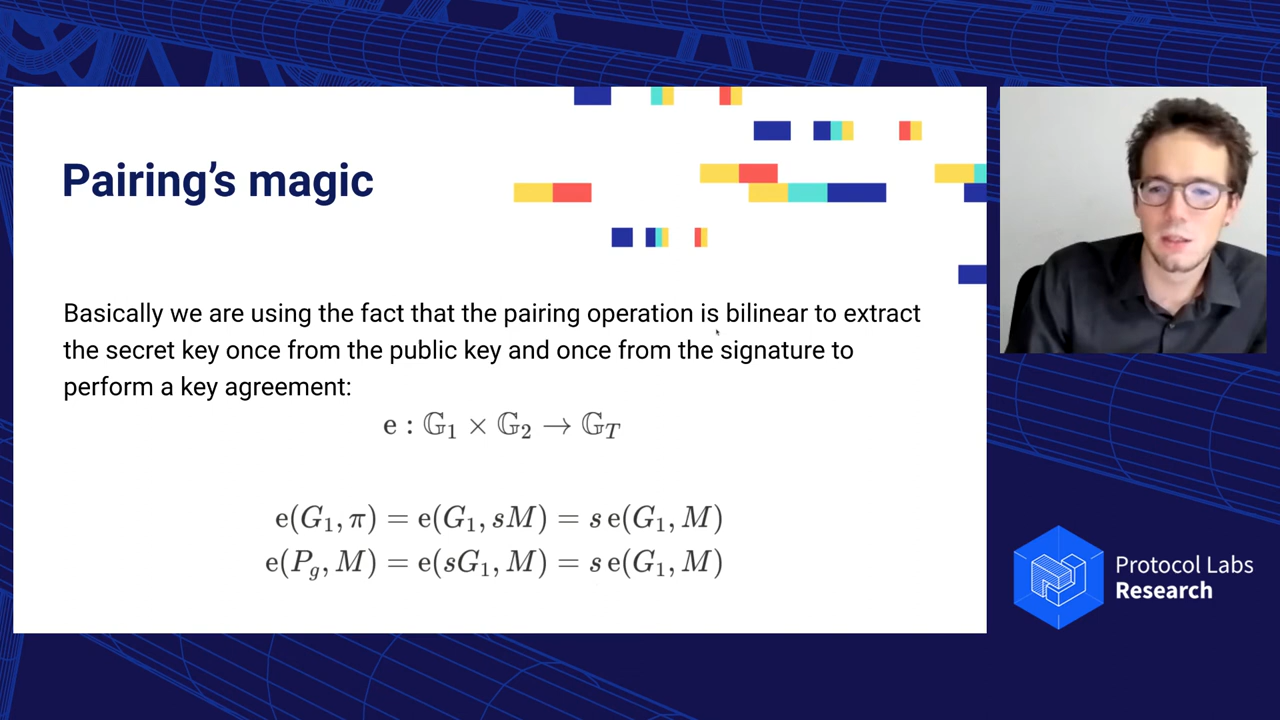 Pairing’s magic
Basically we are using the fact that the pairing operation is bilinear to extract
the secret key once from the public key and once from the signature to
perform a key agreement:
e : 𝔾₁ × 𝔾₂ → 𝔾_T
e(G₁, π) = e(G₁, sM) = s e(G₁, M)
e(P_g, M) = e(sG₁, M) = s e(G₁, M)
Protocol Labs
Research